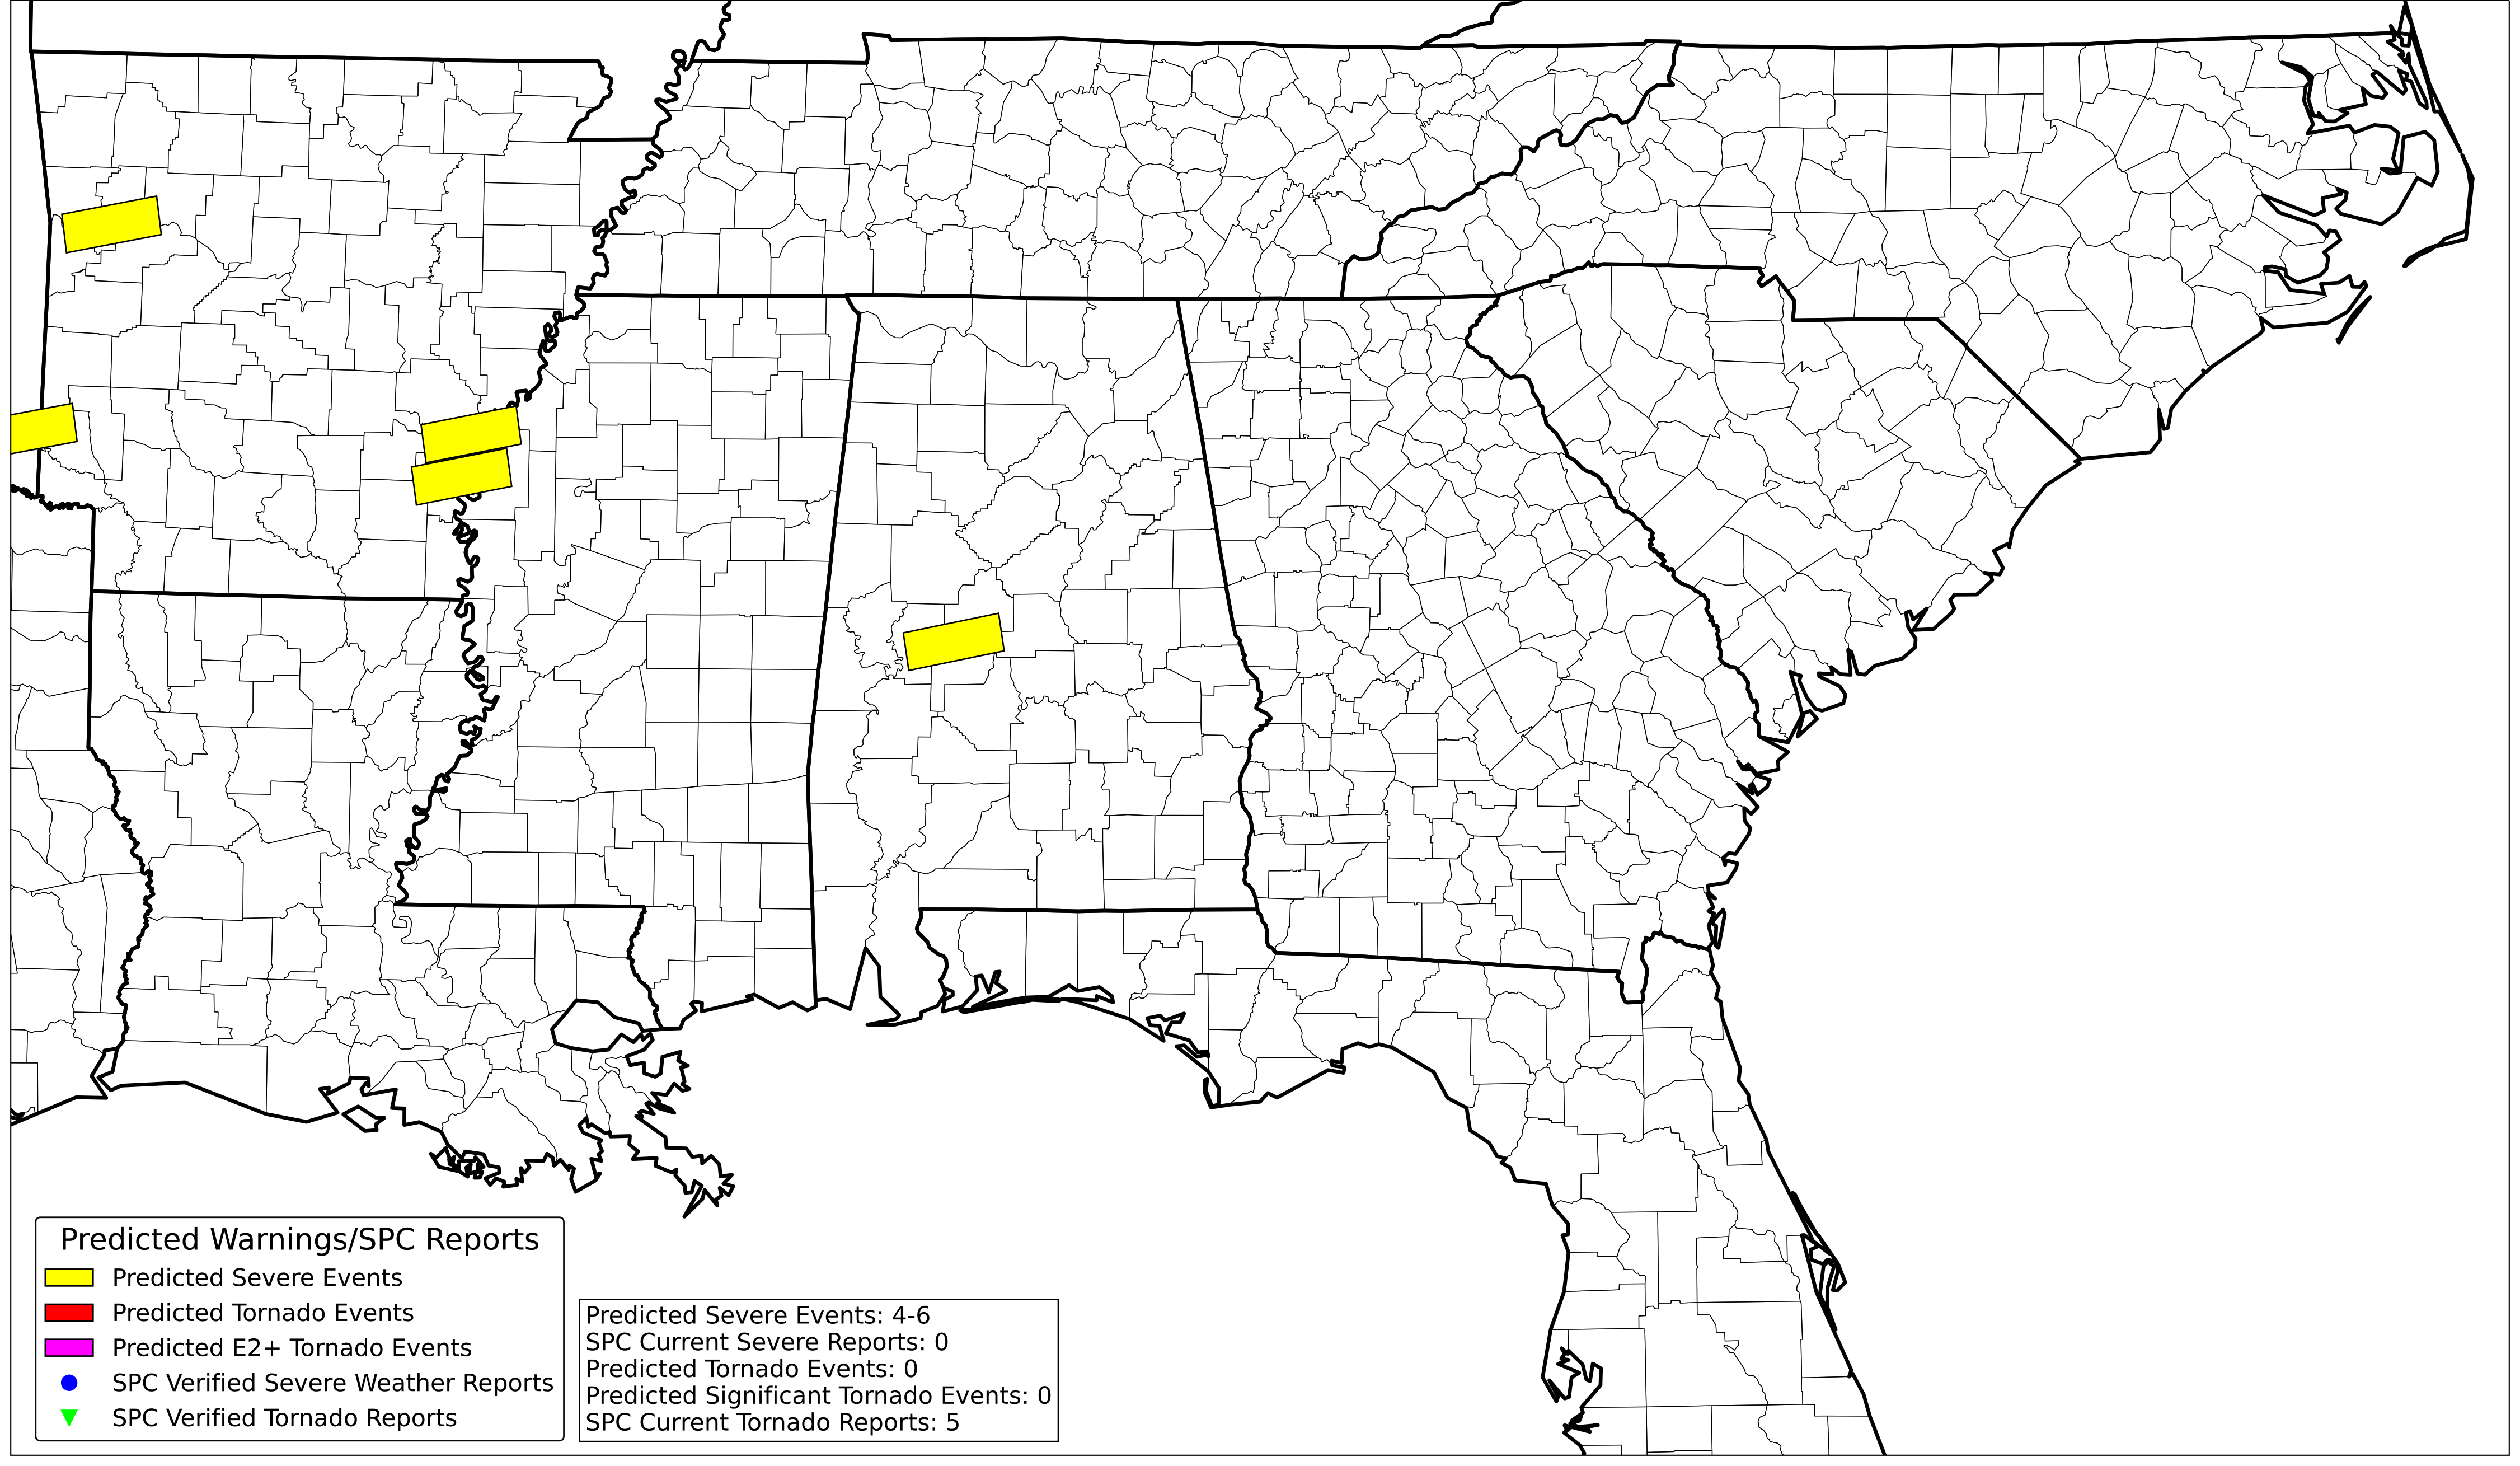 Predicted Warnings/SPC Reports
Predicted Severe Events
Predicted Tornado Events
Predicted E2+ Tornado Events
SPC Verified Severe Weather Reports
SPC Verified Tornado Reports
Predicted Severe Events: 4-6
SPC Current Severe Reports: 0
Predicted Tornado Events: 0
Predicted Significant Tornado Events: 0
SPC Current Tornado Reports: 5